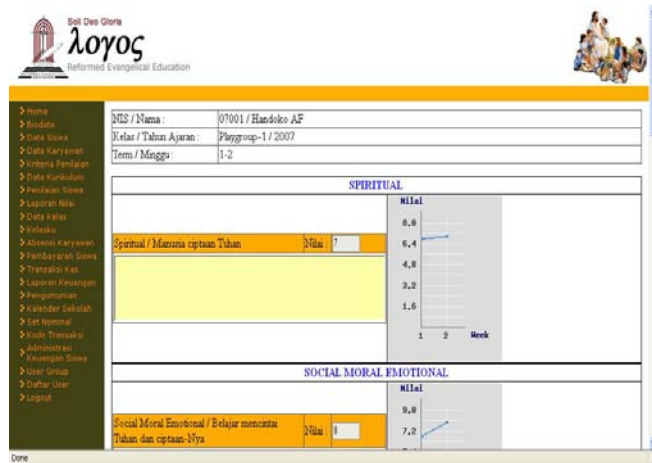 Soli Deo Gloria
λογος
Reformed Evangelical Education
Home
Biodata
Data Siswa
Data Karyawan
Kriteria Penilaian
Data Kurikulum
Penilaian Siswa
Laporan Nilai
Data Kelas
Kelasku
Absensi Karyawan
Pembayaran Siswa
Transaksi Kas
Laporan Keuangan
Pengumuman
Kalender Sekolah
Set Nominal
Kode Transaksi
Administrasi
Keuangan Siswa
User Group
Daftar User
Logout
NIS / Nama : 07001 / Handoko AF
Kelas / Tahun Ajaran : Playgroup-1 / 2007
Term / Minggu : 1-2
SPIRITUAL
Spiritual / Manusia ciptaan Tuhan Nilai : 7
Nilai
8.0
6.4
4.8
3.2
1.6
1 2 Week
SOCIAL MORAL EMOTIONAL
Social Moral Emotional / Belajar mencintai
Tuhan dan ciptaan-Nya Nilai : 8
Nilai
9.0
7.2
Done